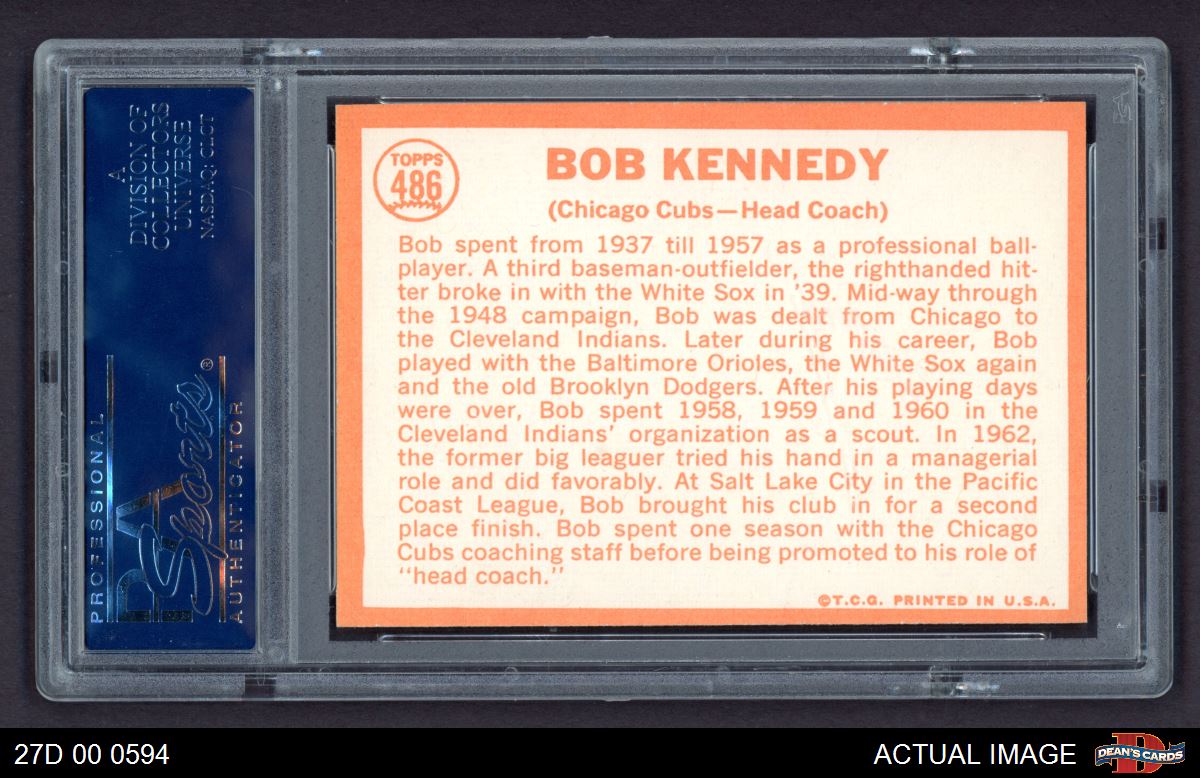 A
DIVISION OF
COLLECTORS
UNIVERSE
NASDAQ: CLCT
PROFESSIONAL
PSA
Sports®
AUTHENTICATOR
TOPPS
486
BOB KENNEDY
(Chicago Cubs—Head Coach)
Bob spent from 1937 till 1957 as a professional ball-
player. A third baseman-outfielder, the righthanded hit-
ter broke in with the White Sox in '39. Mid-way through
the 1948 campaign, Bob was dealt from Chicago to
the Cleveland Indians. Later during his career, Bob
played with the Baltimore Orioles, the White Sox again
and the old Brooklyn Dodgers. After his playing days
were over, Bob spent 1958, 1959 and 1960 in the
Cleveland Indians' organization as a scout. In 1962,
the former big leaguer tried his hand in a managerial
role and did favorably. At Salt Lake City in the Pacific
Coast League, Bob brought his club in for a second
place finish. Bob spent one season with the Chicago
Cubs coaching staff before being promoted to his role of
"head coach."
©T.C.G. PRINTED IN U.S.A.
27D 00 0594
ACTUAL IMAGE
DEAN'S CARDS